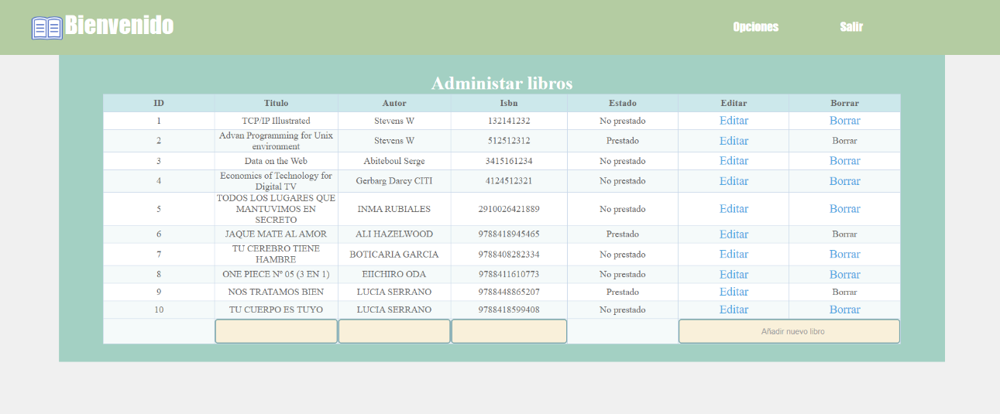 Bienvenido
Opciones Salir
Administar libros
ID Titulo Autor Isbn Estado Editar Borrar
1 TCP/IP Illustrated Stevens W 132141232 No prestado Editar Borrar
2 Advan Programming for Unix environment Stevens W 512512312 Prestado Editar Borrar
3 Data on the Web Abiteboul Serge 3415161234 No prestado Editar Borrar
4 Economics of Technology for Digital TV Gerbarg Darcy CITI 4124512321 No prestado Editar Borrar
5 TODOS LOS LUGARES QUE MANTUVIMOS EN SECRETO INMA RUBIALES 2910026421889 No prestado Editar Borrar
6 JAQUE MATE AL AMOR ALI HAZELWOOD 9788418945465 Prestado Editar Borrar
7 TU CEREBRO TIENE HAMBRE BOTICARIA GARCIA 9788408282334 No prestado Editar Borrar
8 ONE PIECE Nº 05 (3 EN 1) EIICHIRO ODA 9788411610773 No prestado Editar Borrar
9 NOS TRATAMOS BIEN LUCIA SERRANO 9788448865207 Prestado Editar Borrar
10 TU CUERPO ES TUYO LUCIA SERRANO 9788418599408 No prestado Editar Borrar
Añadir nuevo libro